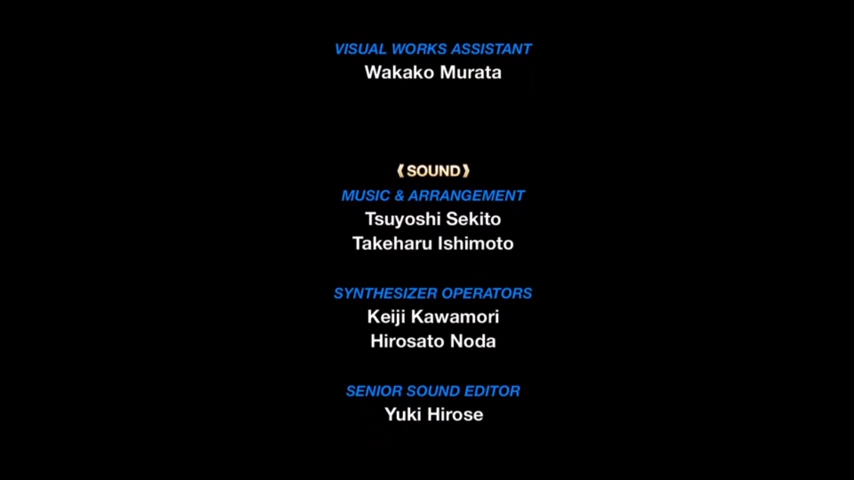 VISUAL WORKS ASSISTANT
Wakako Murata
《SOUND》
MUSIC & ARRANGEMENT
Tsuyoshi Sekito
Takeharu Ishimoto
SYNTHESIZER OPERATORS
Keiji Kawamori
Hirosato Noda
SENIOR SOUND EDITOR
Yuki Hirose